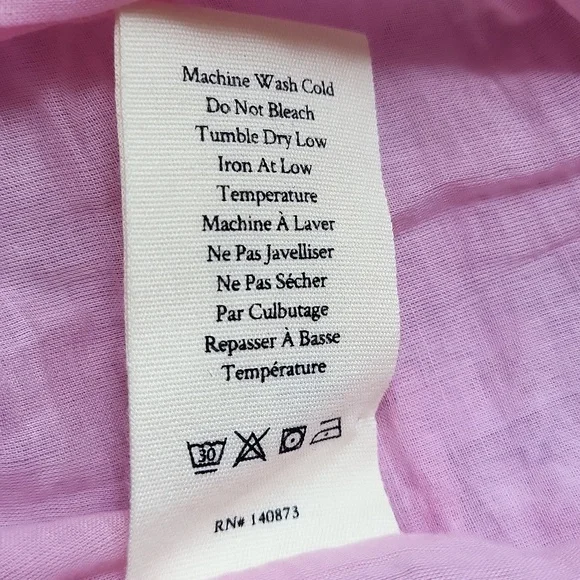 Machine Wash Cold
Do Not Bleach
Tumble Dry Low
Iron At Low
Temperature
Machine À Laver
Ne Pas Javelliser
Ne Pas Sécher
Par Culbutage
Repasser À Basse
Température
30
RN# 140873